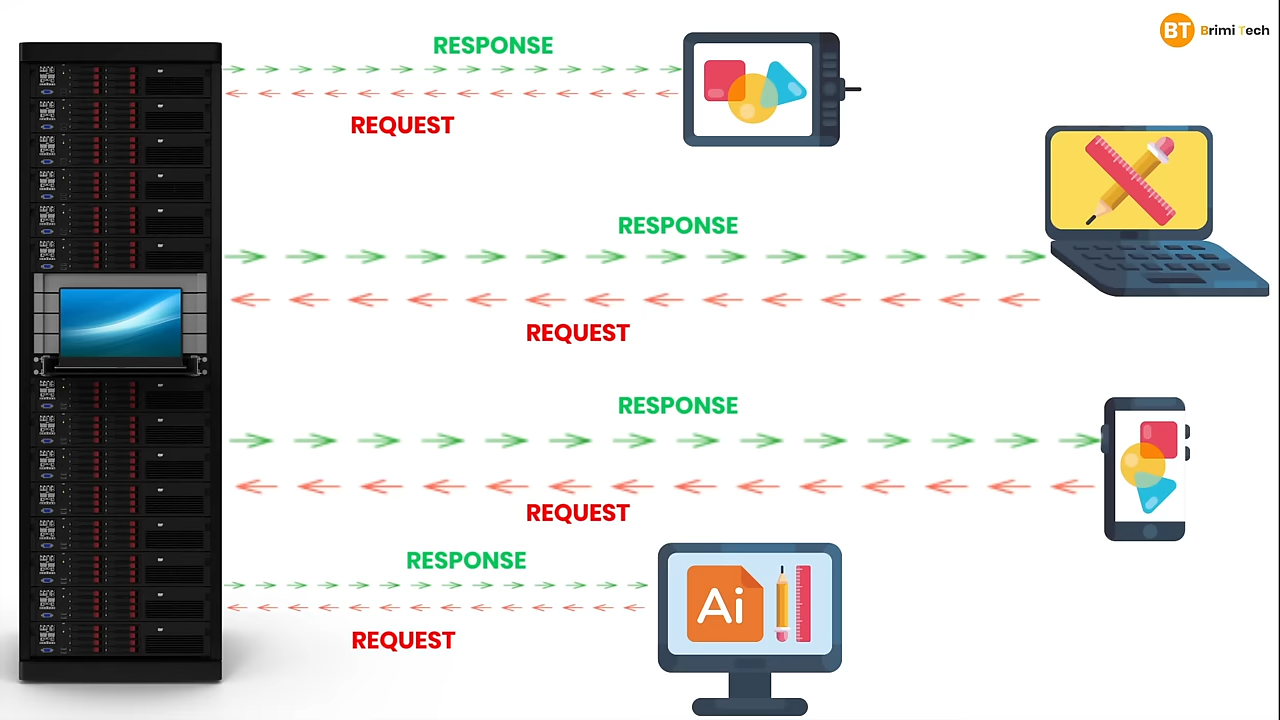 BT Brimi Tech
RESPONSE
REQUEST
RESPONSE
REQUEST
RESPONSE
REQUEST
RESPONSE
Ai
REQUEST